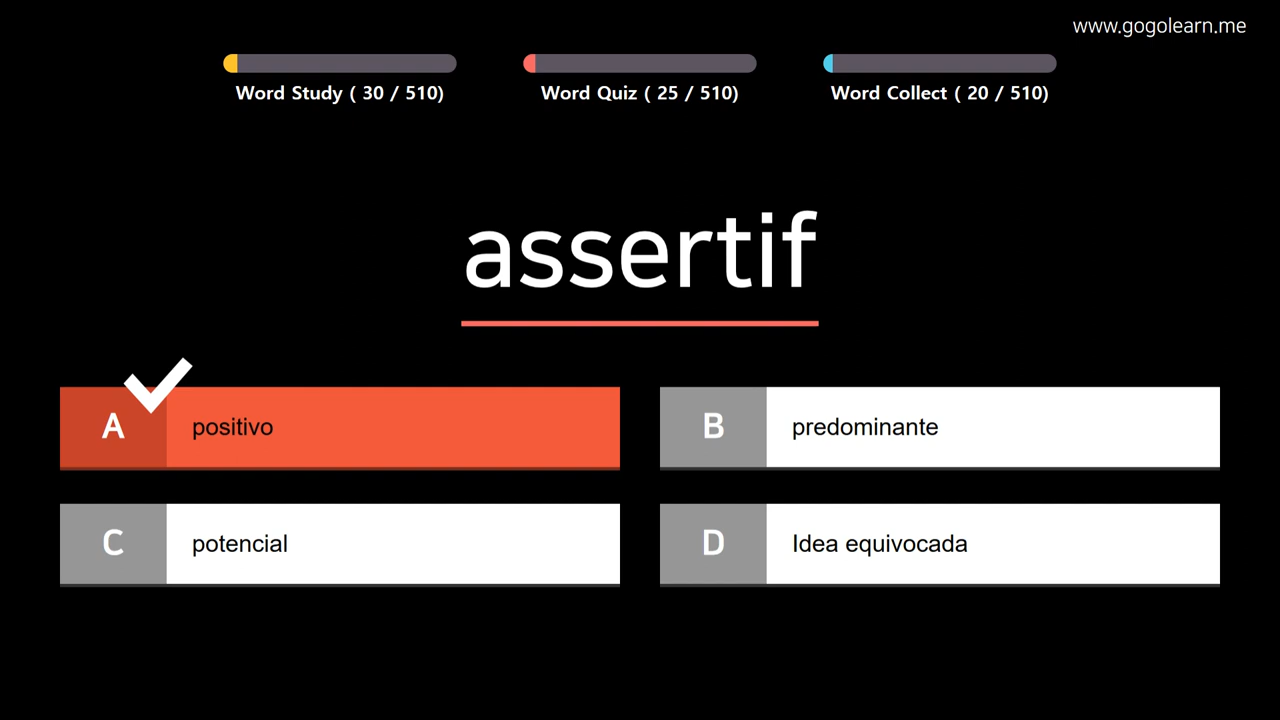 www.gogolearn.me
Word Study ( 30 / 510)
Word Quiz ( 25 / 510)
Word Collect ( 20 / 510)
assertif
A positivo
B predominante
C potencial
D Idea equivocada